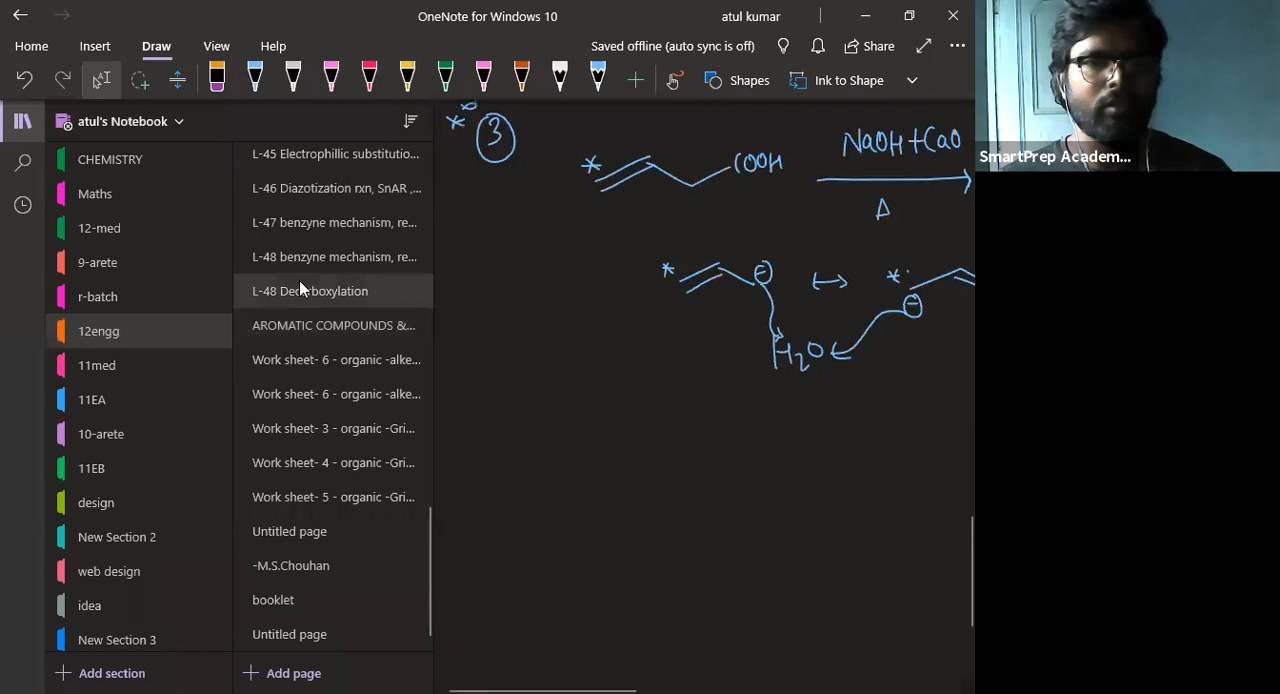 OneNote for Windows 10
atul kumar
Home Insert Draw View Help
Saved offline (auto sync is off)
Share
Shapes
Ink to Shape
atul's Notebook
CHEMISTRY
Maths
12-med
9-arete
r-batch
12engg
11med
11EA
10-arete
11EB
design
New Section 2
web design
idea
New Section 3
Add section
L-45 Electrophillic substitutio...
L-46 Diazotization rxn, SnAR ,...
L-47 benzyne mechanism, re...
L-48 benzyne mechanism, re...
L-48 Decarboxylation
AROMATIC COMPOUNDS &...
Work sheet- 6 - organic -alke...
Work sheet- 6 - organic -alke...
Work sheet- 3 - organic -Gri...
Work sheet- 4 - organic -Gri...
Work sheet- 5 - organic -Gri...
Untitled page
-M.S.Chouhan
booklet
Untitled page
Add page
* 3
* COOH NaOH+CaO
Δ
* ⊖ ↔ * ⊖
H₂O
SmartPrep Academ...